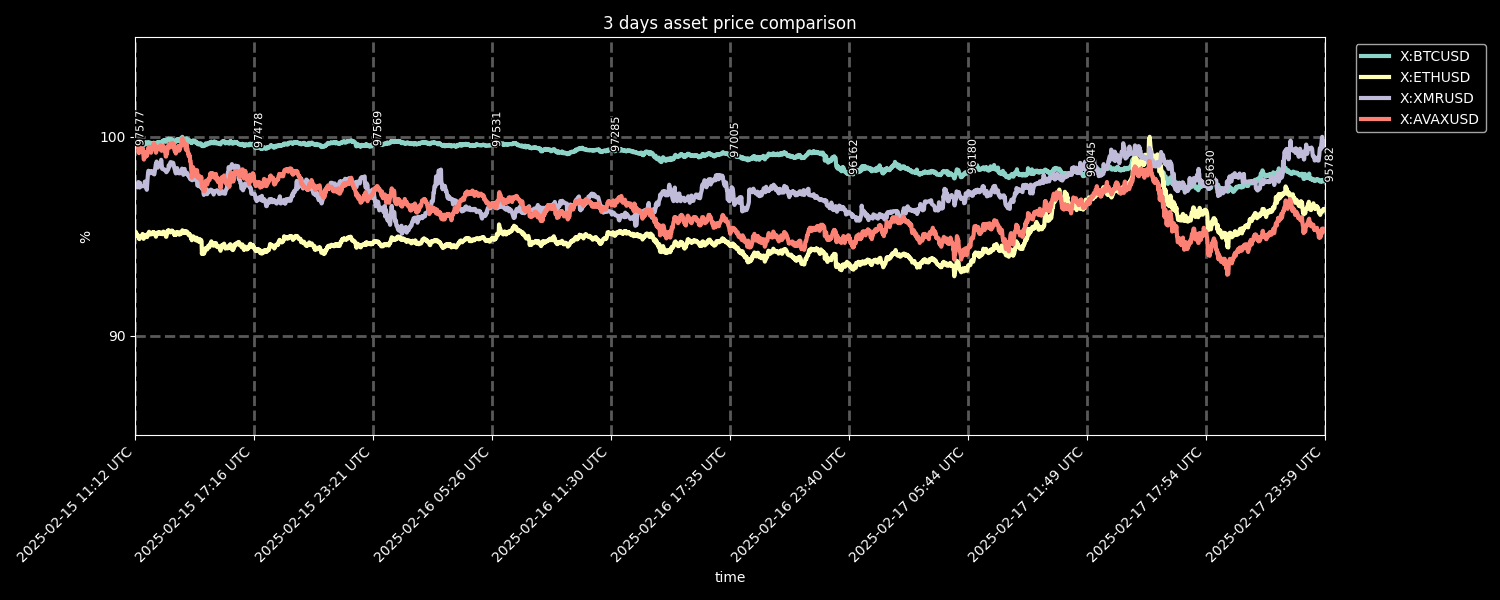 3 days asset price comparison
X:BTCUSD
X:ETHUSD
X:XMRUSD
X:AVAXUSD
100
90
%
97577
97478
97569
97531
97285
97005
96162
96180
96045
95630
95782
2025-02-15 11:12 UTC
2025-02-15 17:16 UTC
2025-02-15 23:21 UTC
2025-02-16 05:26 UTC
2025-02-16 11:30 UTC
2025-02-16 17:35 UTC
2025-02-16 23:40 UTC
2025-02-17 05:44 UTC
2025-02-17 11:49 UTC
2025-02-17 17:54 UTC
2025-02-17 23:59 UTC
time